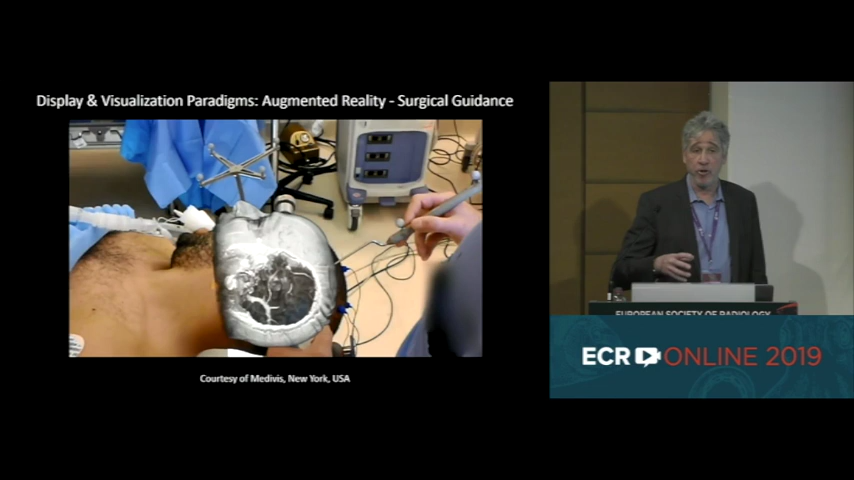 Display & Visualization Paradigms: Augmented Reality - Surgical Guidance
Courtesy of Medivis, New York, USA
EUROPEAN SOCIETY OF RADIOLOGY
ECR ONLINE 2019